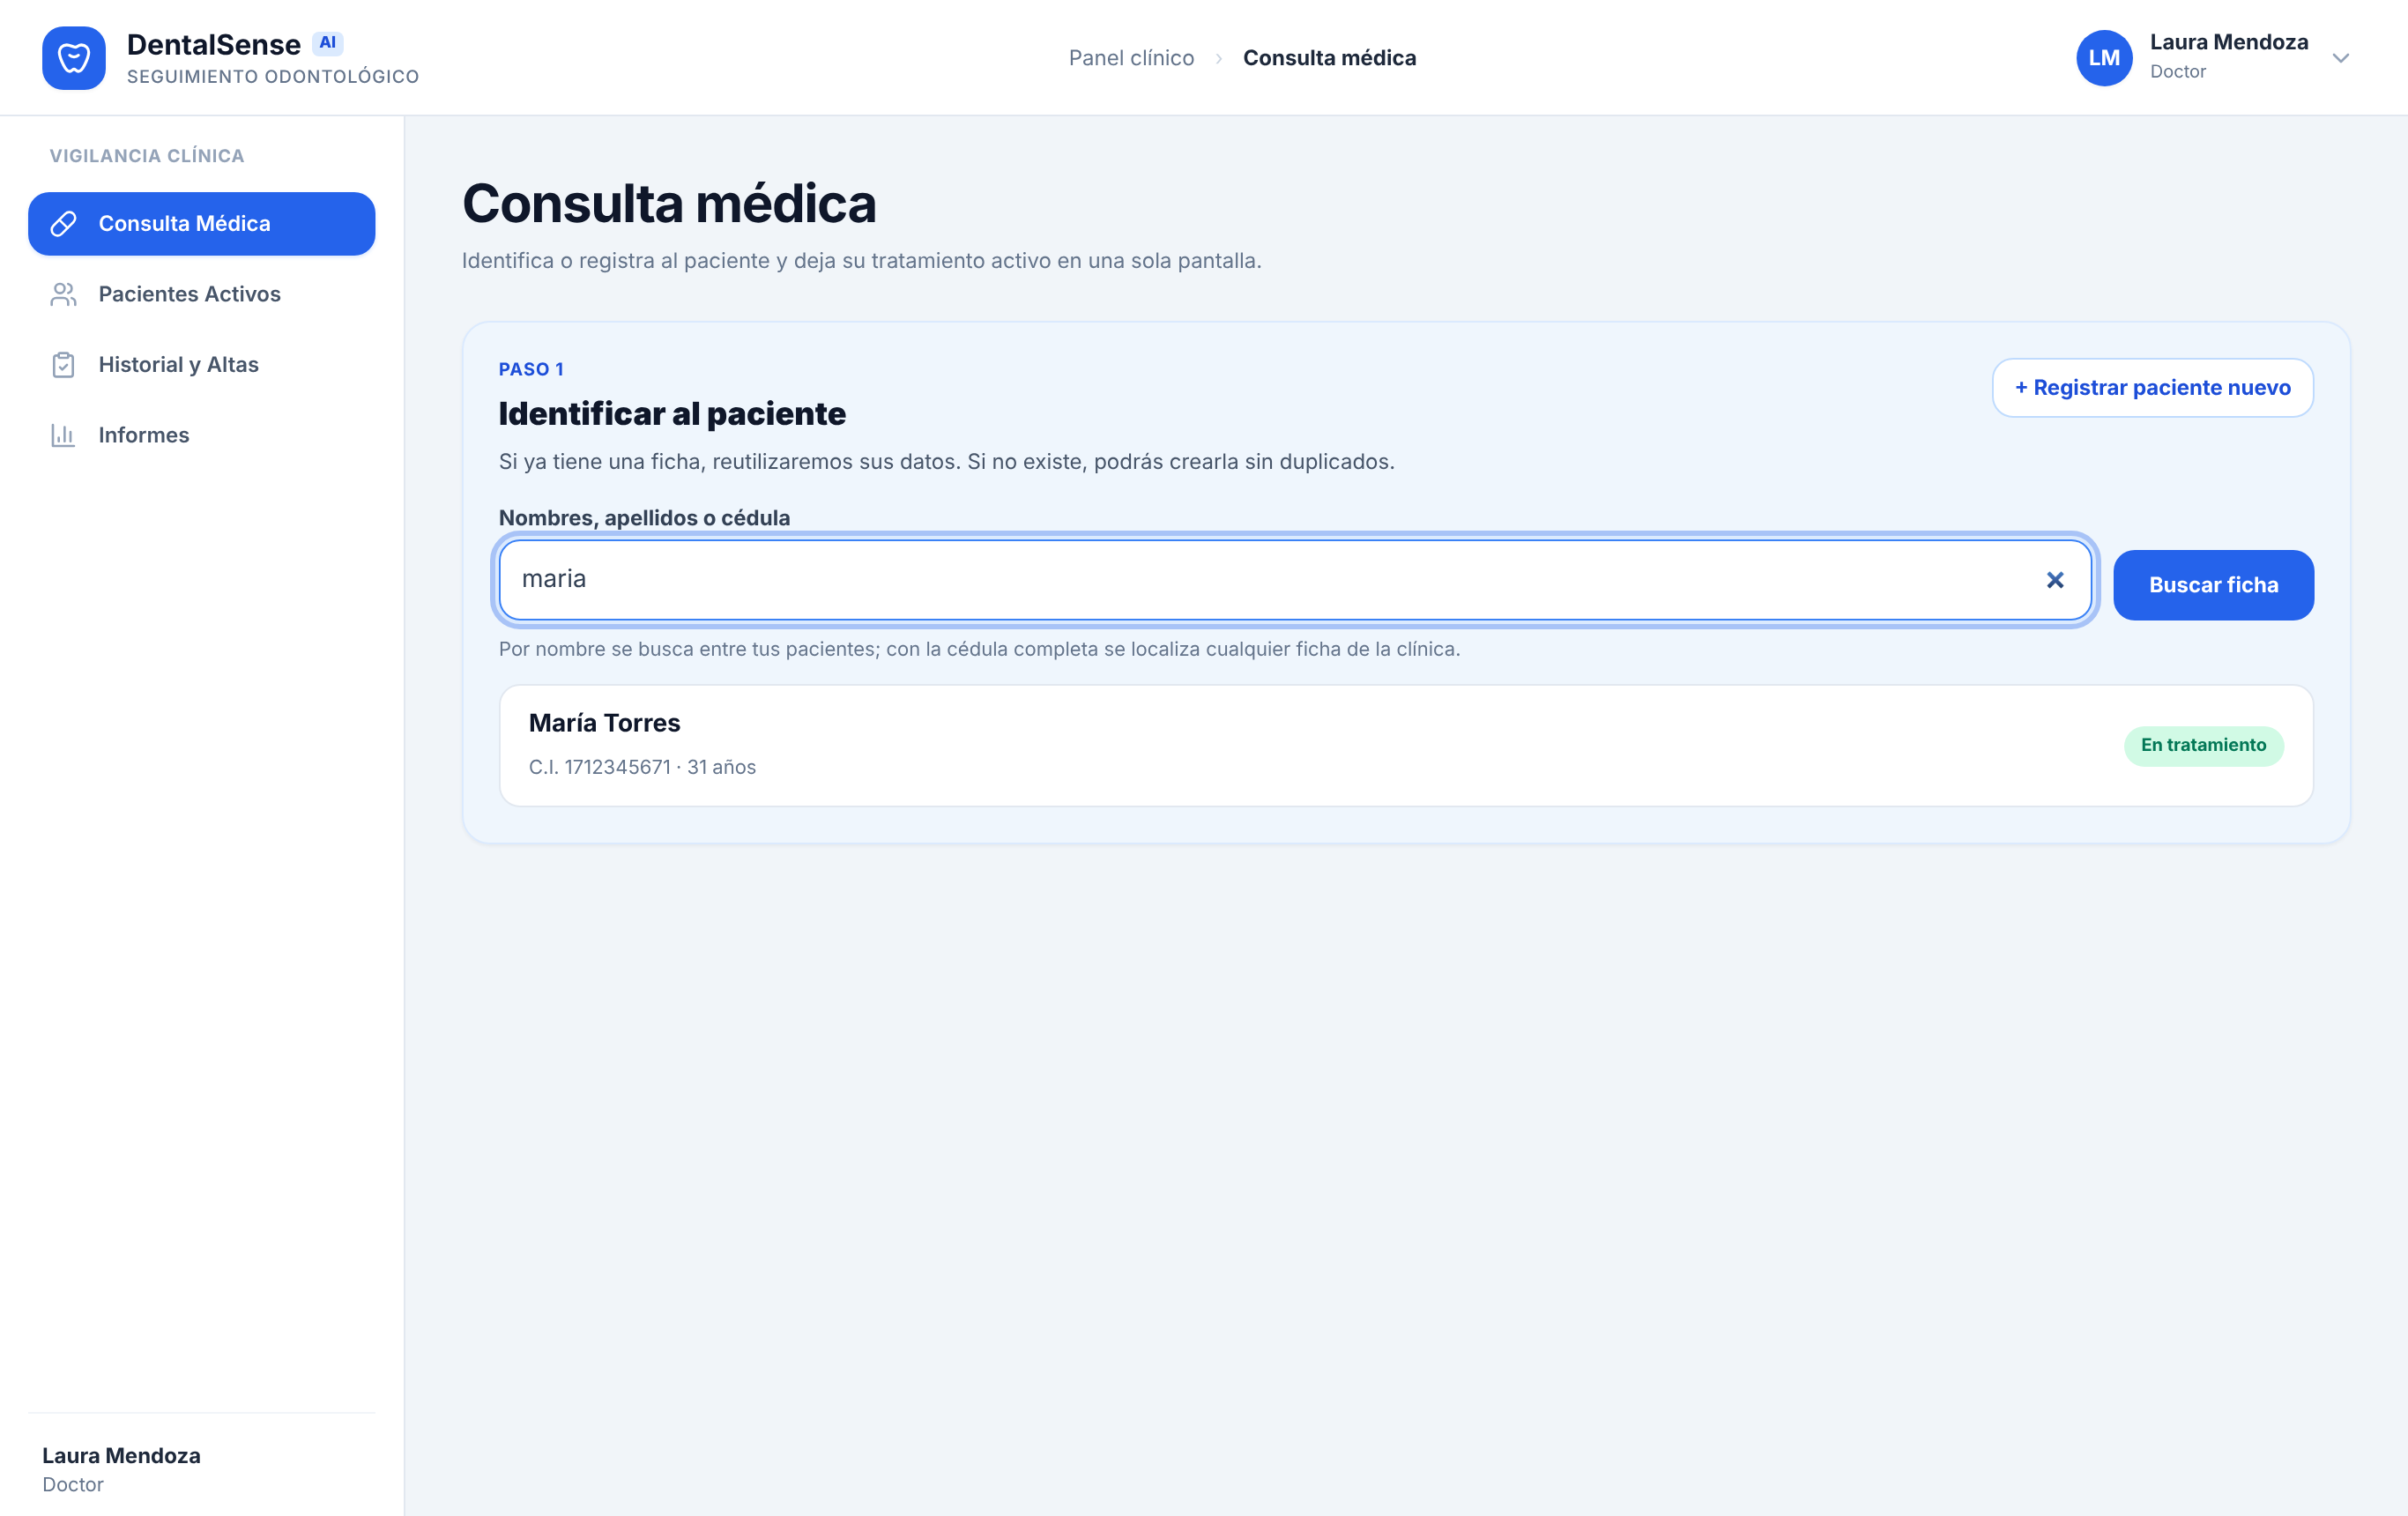 DentalSense AI
SEGUIMIENTO ODONTOLÓGICO
Panel clínico › Consulta médica
LM
Laura Mendoza
Doctor
VIGILANCIA CLÍNICA
Consulta Médica
Pacientes Activos
Historial y Altas
Informes
Consulta médica
Identifica o registra al paciente y deja su tratamiento activo en una sola pantalla.
PASO 1
+ Registrar paciente nuevo
Identificar al paciente
Si ya tiene una ficha, reutilizaremos sus datos. Si no existe, podrás crearla sin duplicados.
Nombres, apellidos o cédula
maria
Buscar ficha
Por nombre se busca entre tus pacientes; con la cédula completa se localiza cualquier ficha de la clínica.
María Torres
C.I. 1712345671 · 31 años
En tratamiento
Laura Mendoza
Doctor